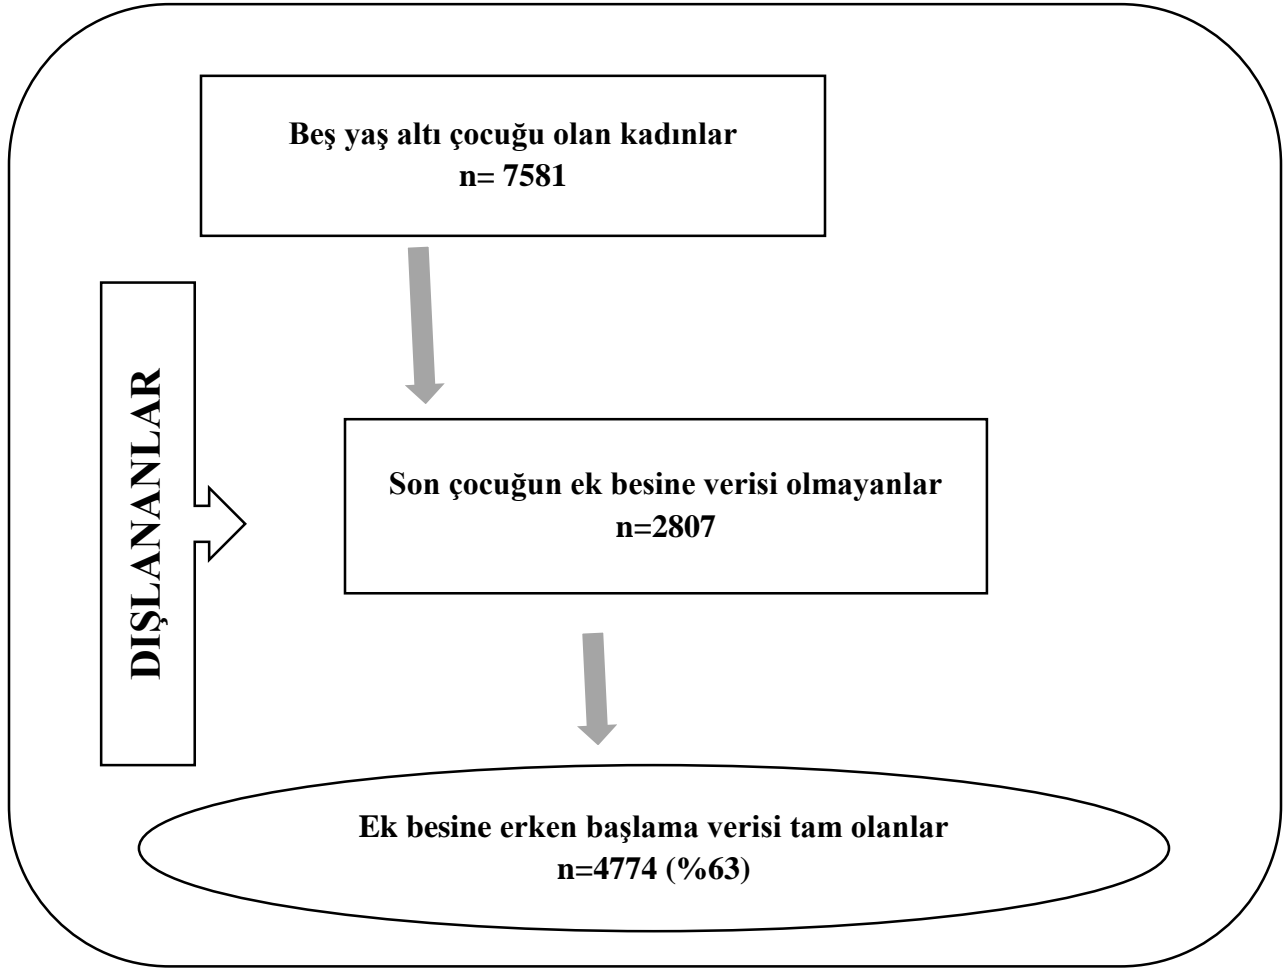 Beş yaş altı çocuğu olan kadınlar
n= 7581
DIŞLANANLAR
Son çocuğun ek besine verisi olmayanlar
n=2807
Ek besine erken başlama verisi tam olanlar
n=4774 (%63)